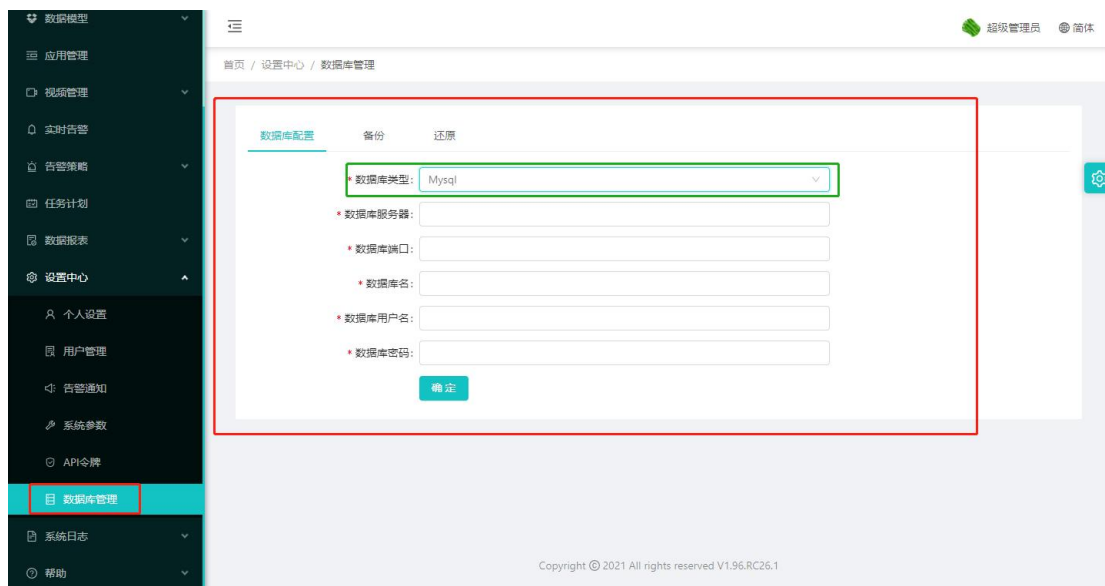 数据模型
应用管理
视频管理
实时告警
告警策略
任务计划
数据报表
设置中心
个人设置
用户管理
告警通知
系统参数
API令牌
数据库管理
系统日志
帮助
超级管理员 简体
首页 / 设置中心 / 数据库管理
数据库配置 备份 还原
* 数据库类型: Mysql
* 数据库服务器:
* 数据库端口:
* 数据库名:
* 数据库用户名:
* 数据库密码:
确定
Copyright © 2021 All rights reserved V1.96.RC26.1